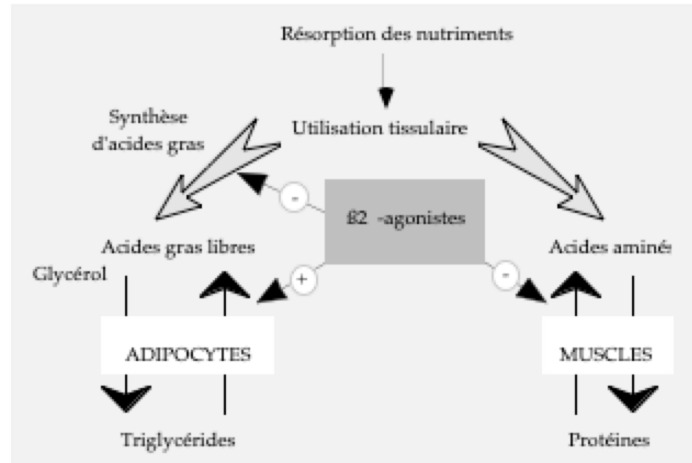 Résorption des nutriments
Synthèse
d'acides gras
Utilisation tissulaire
-
ß2 -agonistes
Acides gras libres
Acides aminés
Glycérol
+
-
ADIPOCYTES
MUSCLES
Triglycérides
Protéines